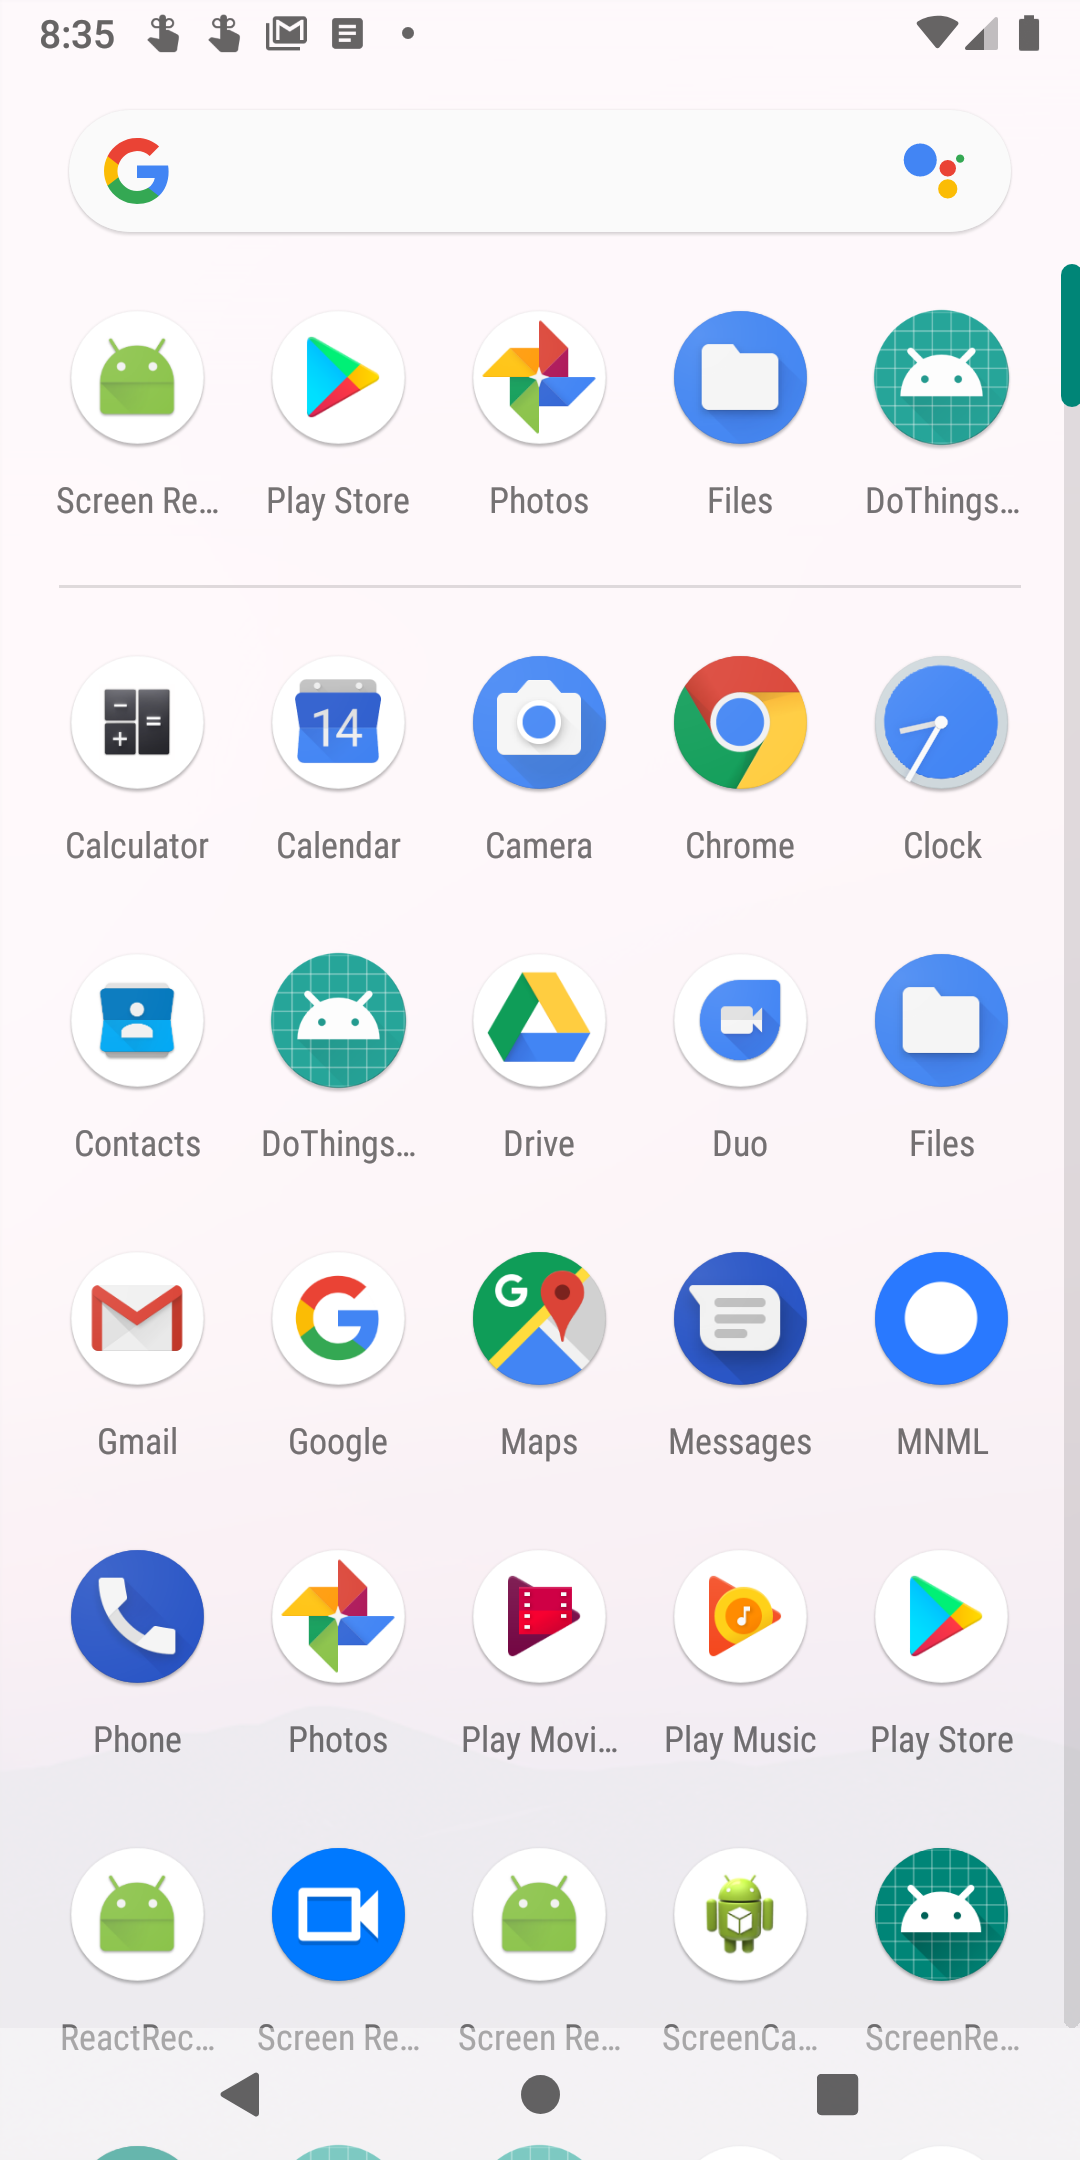 8:35
Screen Re... Play Store Photos Files DoThings...
14
Calculator Calendar Camera Chrome Clock
Contacts DoThings... Drive Duo Files
Gmail Google Maps Messages MNML
Phone Photos Play Movi... Play Music Play Store
ReactRec... Screen Re... Screen Re... ScreenCa... ScreenRe...